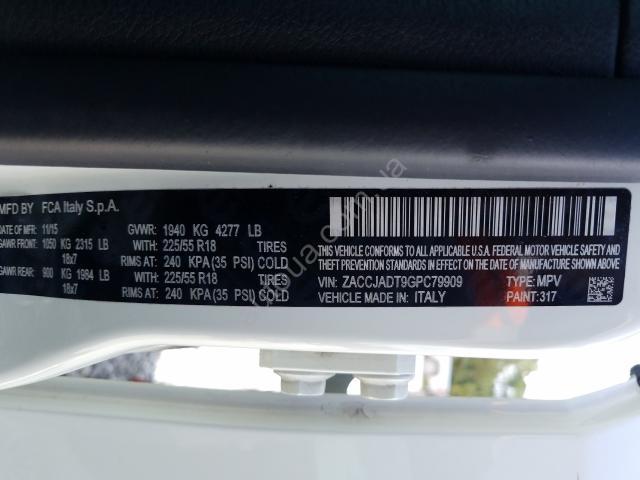 MFD BY FCA Italy S.p.A.
DATE OF MFR: 11/15 GVWR: 1940 KG 4277 LB
GAWR FRONT: 1050 KG 2315 LB WITH: 225/55 R18 TIRES
18x7 RIMS AT: 240 KPA (35 PSI) COLD
GAWR REAR: 900 KG 1984 LB WITH: 225/55 R18 TIRES
18x7 RIMS AT: 240 KPA (35 PSI) COLD
THIS VEHICLE CONFORMS TO ALL APPLICABLE U.S.A. FEDERAL MOTOR VEHICLE SAFETY AND
THEFT PREVENTION STANDARDS IN EFFECT ON THE DATE OF MANUFACTURE SHOWN ABOVE.
VIN: ZACCJADT9GPC79909 TYPE: MPV
VEHICLE MADE IN: ITALY PAINT: 317